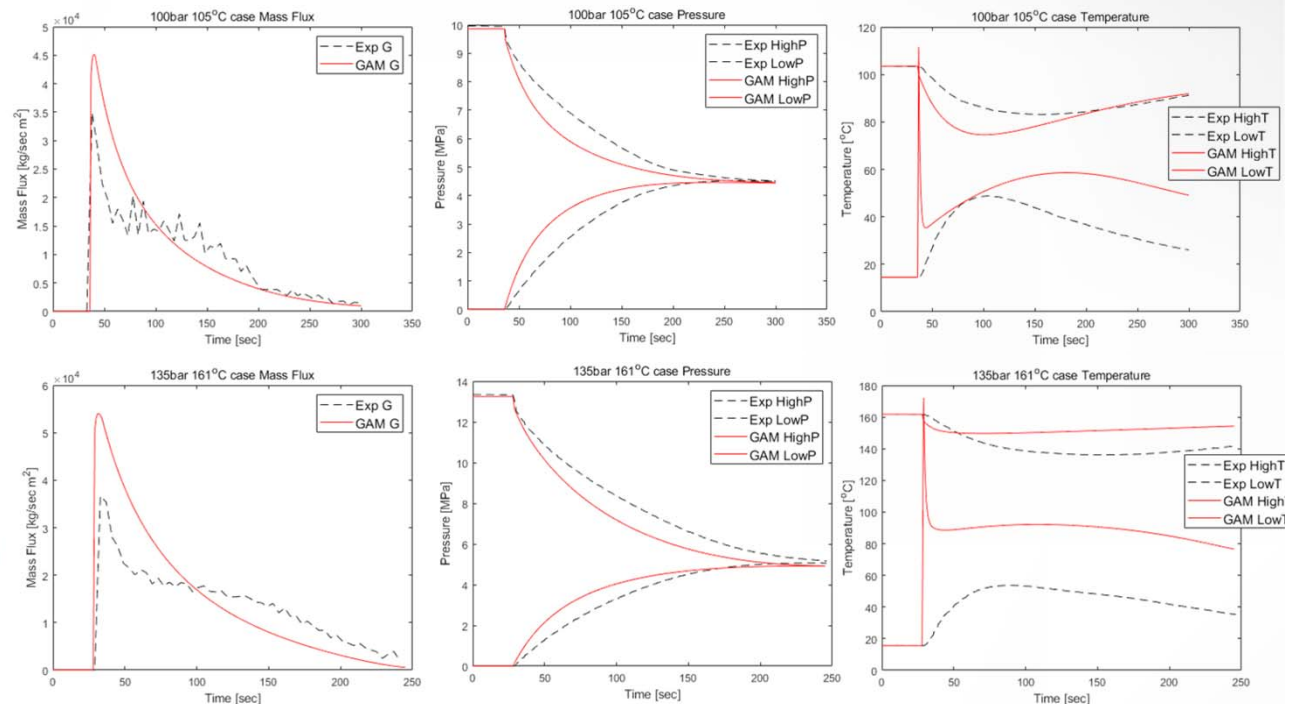 100bar 105°C case Mass Flux
×10⁴
5
4.5
4
3.5
3
2.5
2
1.5
1
0.5
0
Mass Flux [kg/sec m²]
Exp G
GAM G
0 50 100 150 200 250 300 350
Time [sec]
100bar 105°C case Pressure
10
9
8
7
6
5
4
3
2
1
0
Pressure [MPa]
Exp HighP
Exp LowP
GAM HighP
GAM LowP
0 50 100 150 200 250 300 350
Time [sec]
100bar 105°C case Temperature
120
100
80
60
40
20
0
Temperature [°C]
Exp HighT
Exp LowT
GAM HighT
GAM LowT
0 50 100 150 200 250 300 350
Time [sec]
135bar 161°C case Mass Flux
×10⁴
6
5
4
3
2
1
0
Mass Flux [kg/sec m²]
Exp G
GAM G
0 50 100 150 200 250
Time [sec]
135bar 161°C case Pressure
14
12
10
8
6
4
2
0
Pressure [MPa]
Exp HighP
Exp LowP
GAM HighP
GAM LowP
0 50 100 150 200 250
Time [sec]
135bar 161°C case Temperature
180
160
140
120
100
80
60
40
20
0
Temperature [°C]
Exp HighT
Exp LowT
GAM High
GAM Low
0 50 100 150 200 250
Time [sec]